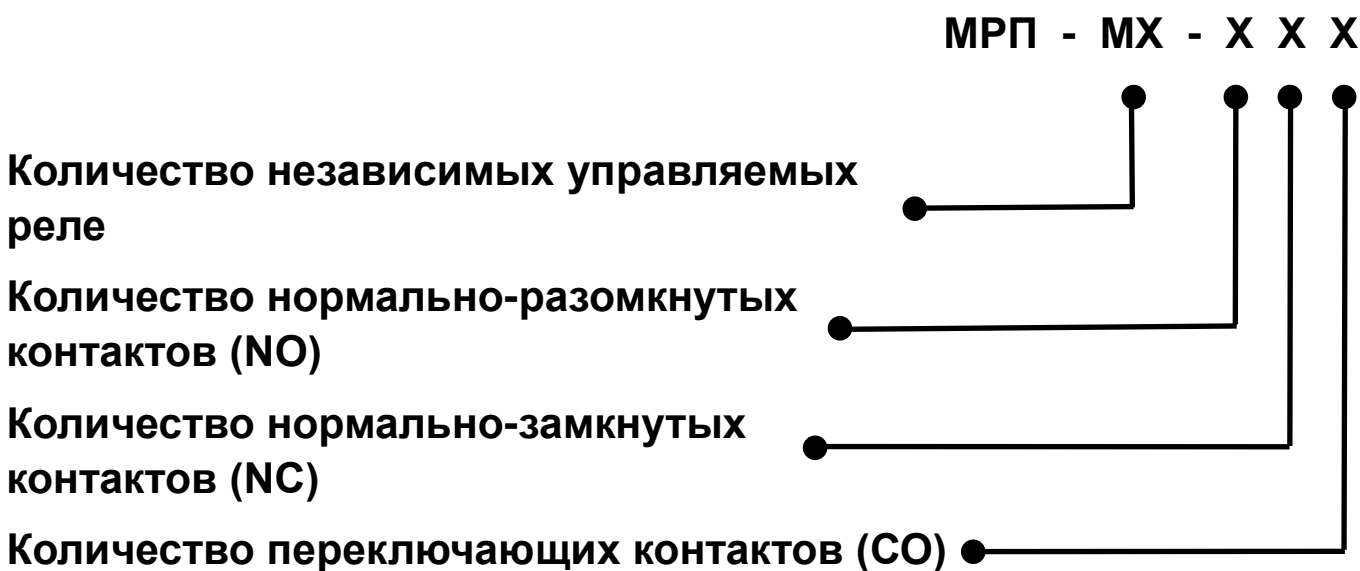 МРП - МХ - Х Х Х
Количество независимых управляемых
реле
Количество нормально-разомкнутых
контактов (NO)
Количество нормально-замкнутых
контактов (NC)
Количество переключающих контактов (CO)